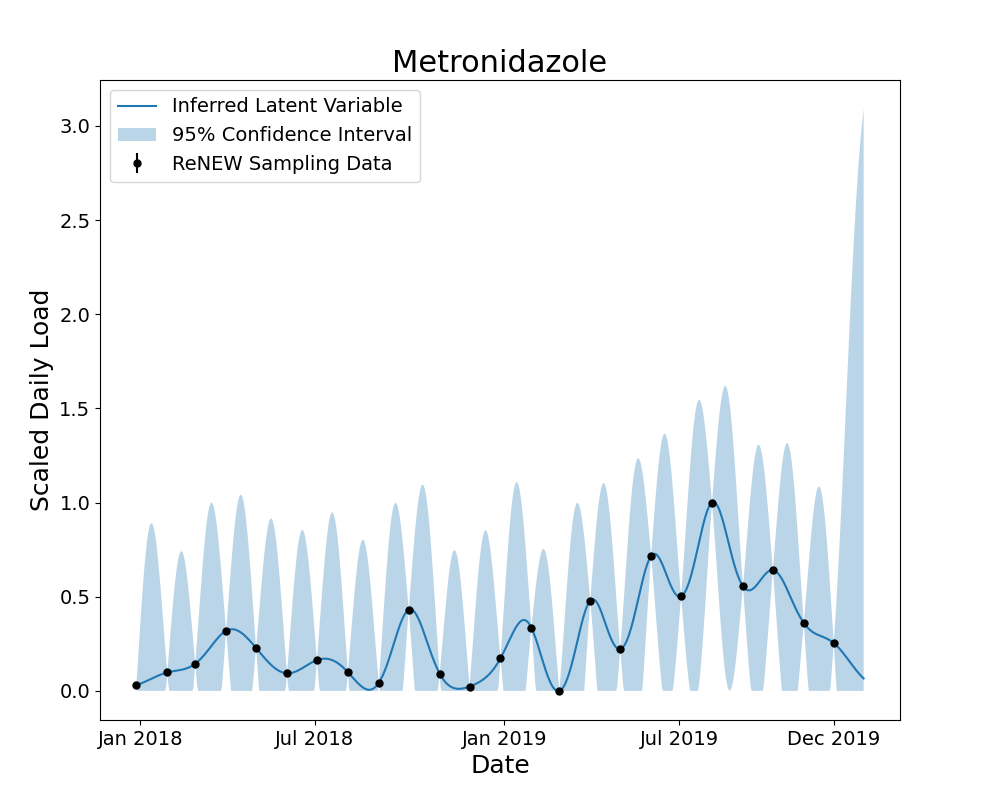 Metronidazole
Inferred Latent Variable
95% Confidence Interval
ReNEW Sampling Data
Scaled Daily Load
3.0
2.5
2.0
1.5
1.0
0.5
0.0
Jan 2018 Jul 2018 Jan 2019 Jul 2019 Dec 2019
Date